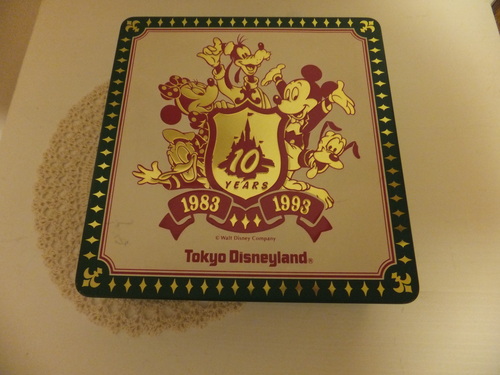 10
YEARS
1983 1993
© Walt Disney Company
Tokyo Disneyland®